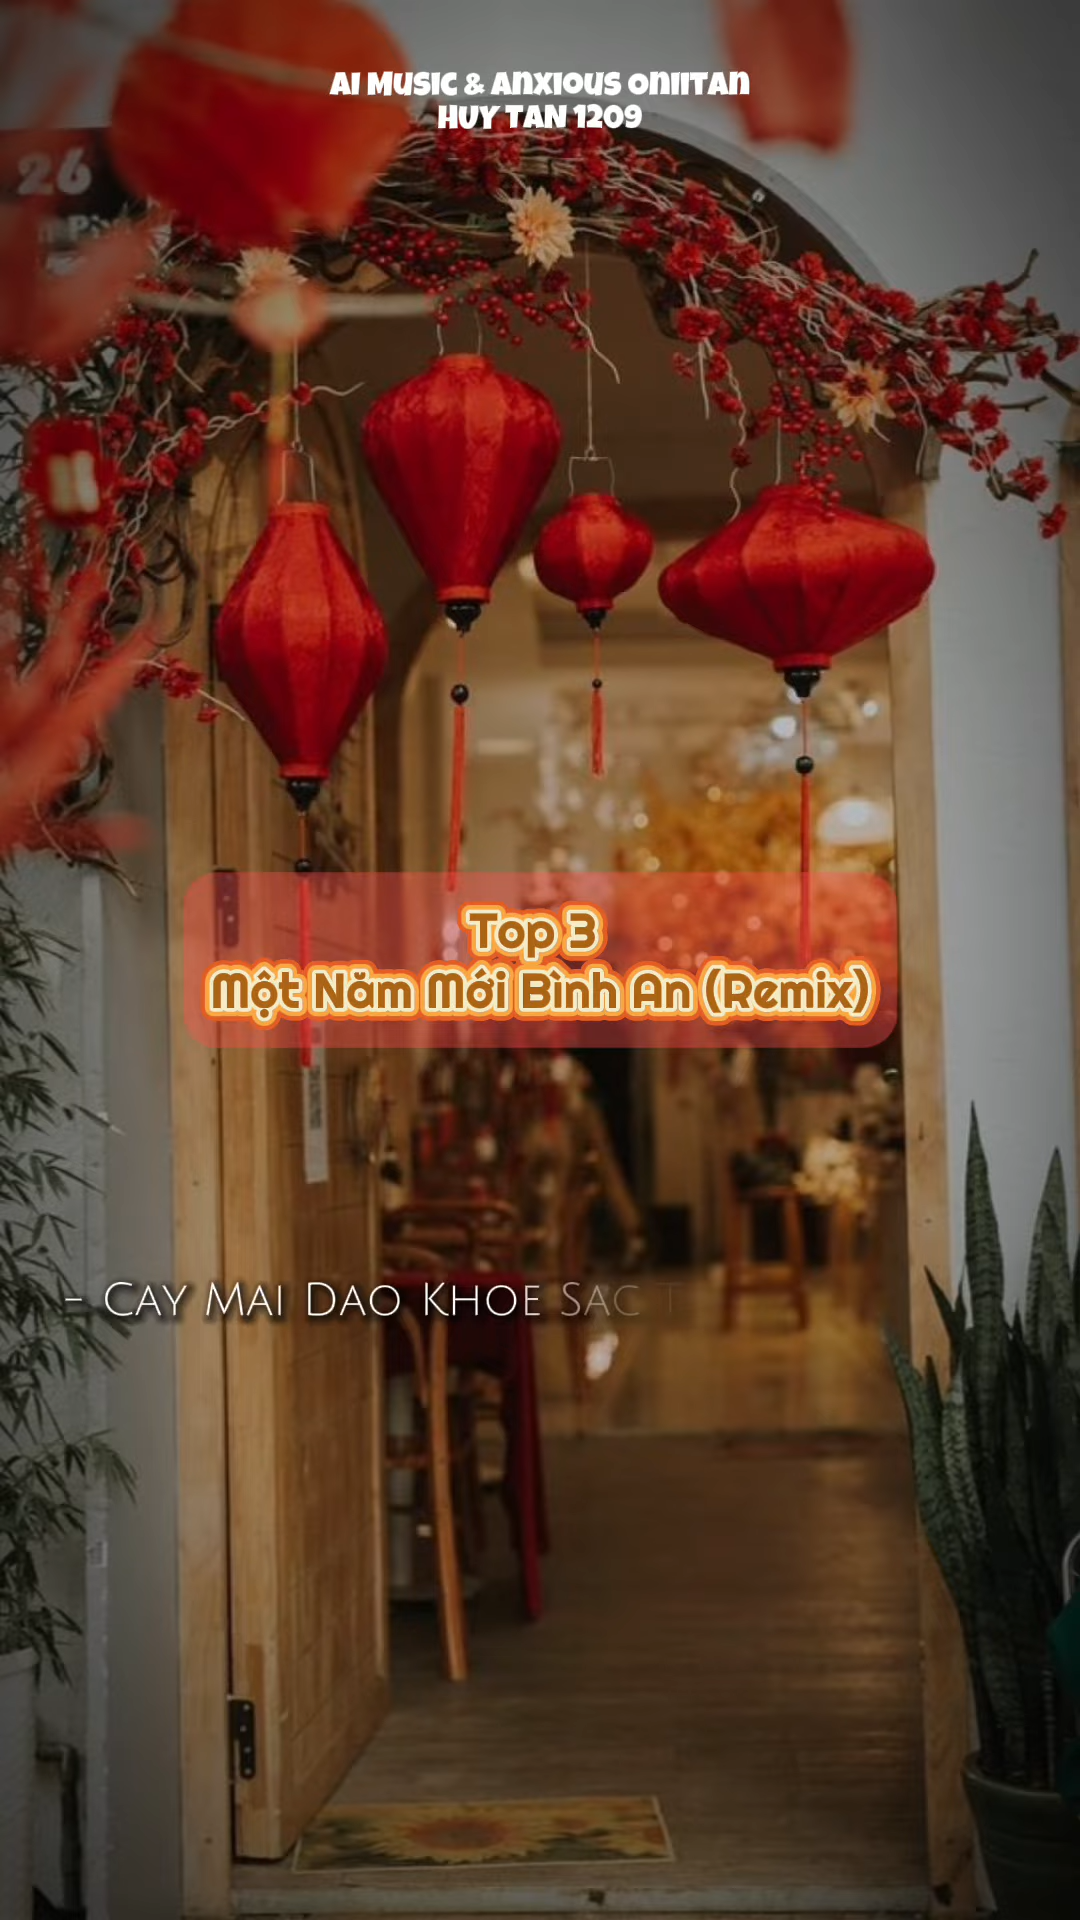 AI Music & Anxious Oniitan
Huy Tan 1209
26
Top 3
Một Năm Mới Bình An (Remix)
- Cay Mai Dao Khoe Sac T